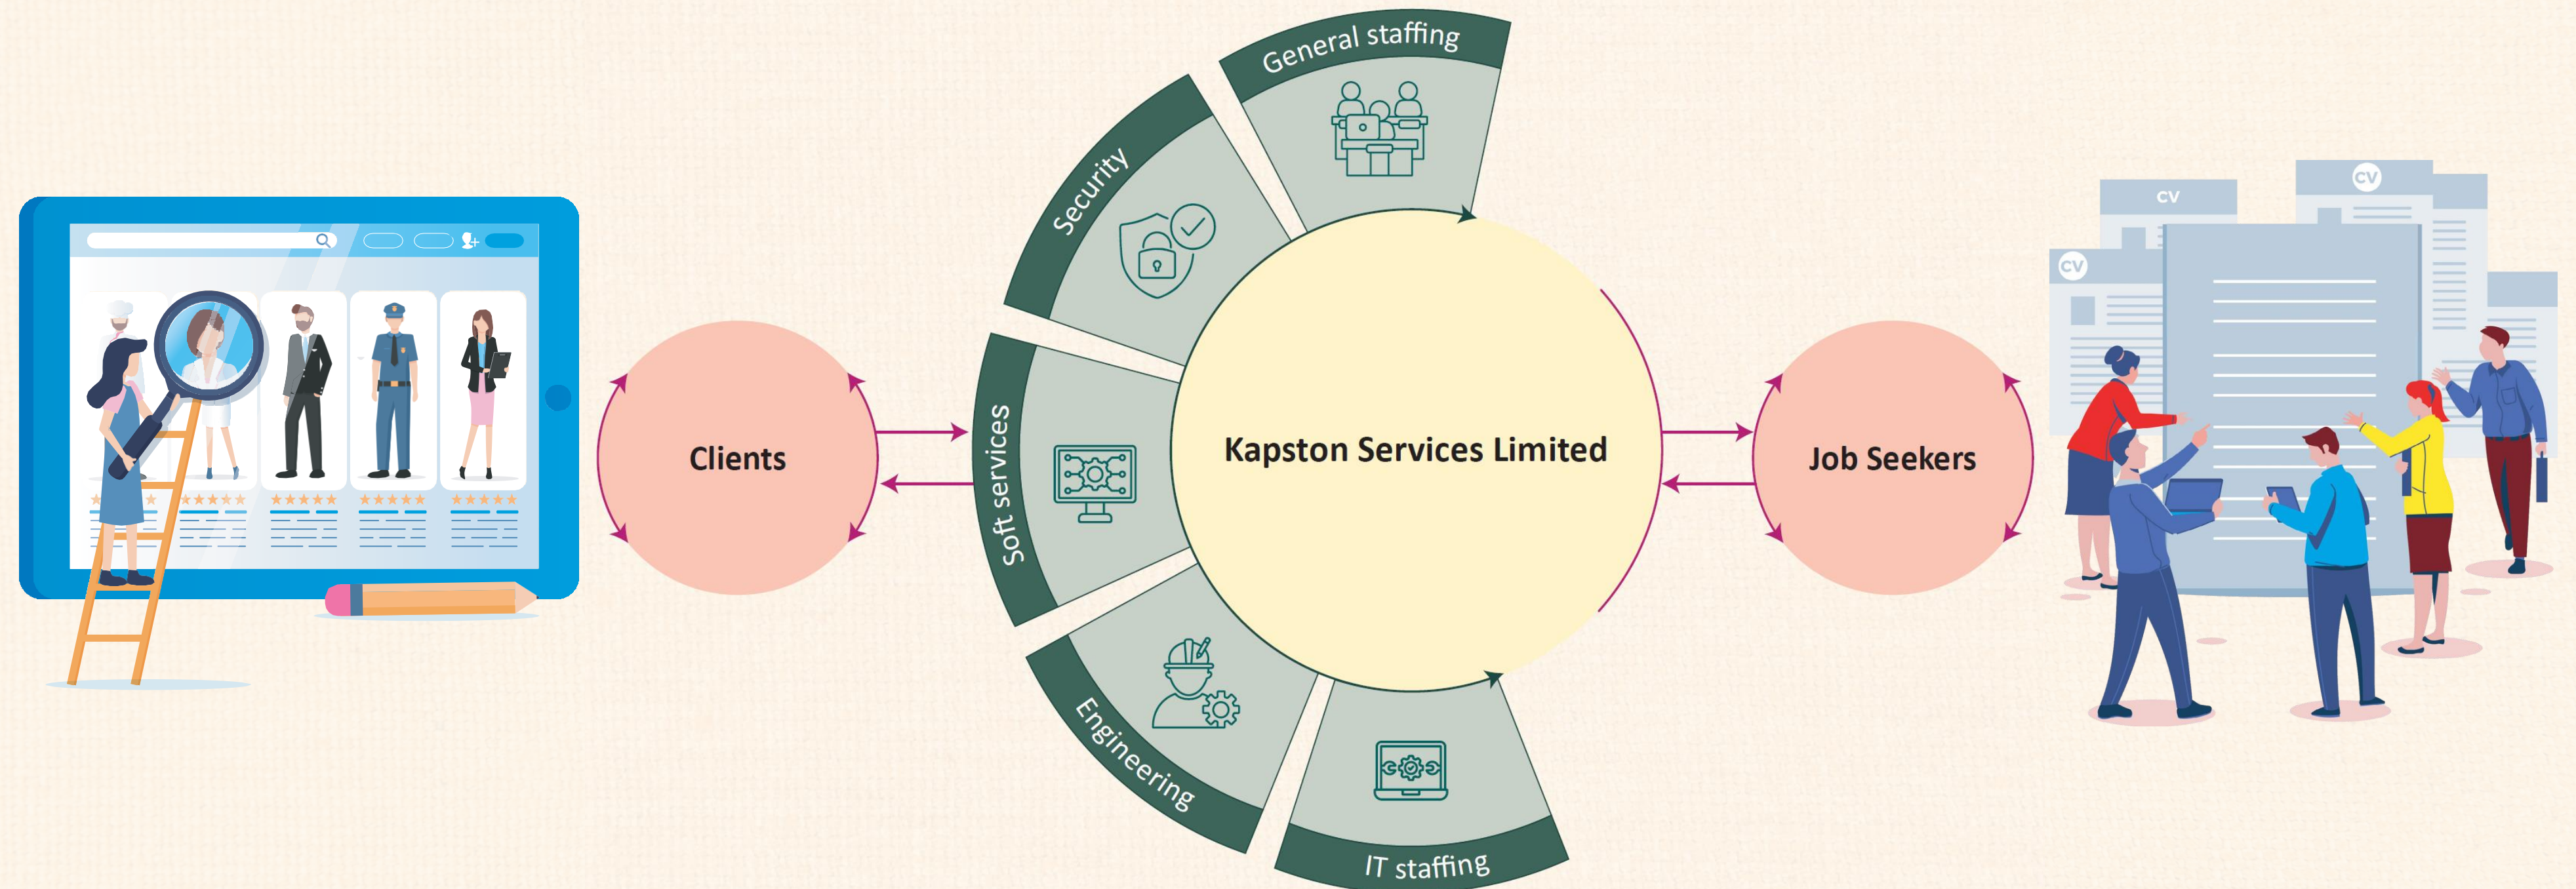 General staffing
Security
Soft services
Engineering
IT staffing
Clients
Kapston Services Limited
Job Seekers
CV
CV
CV